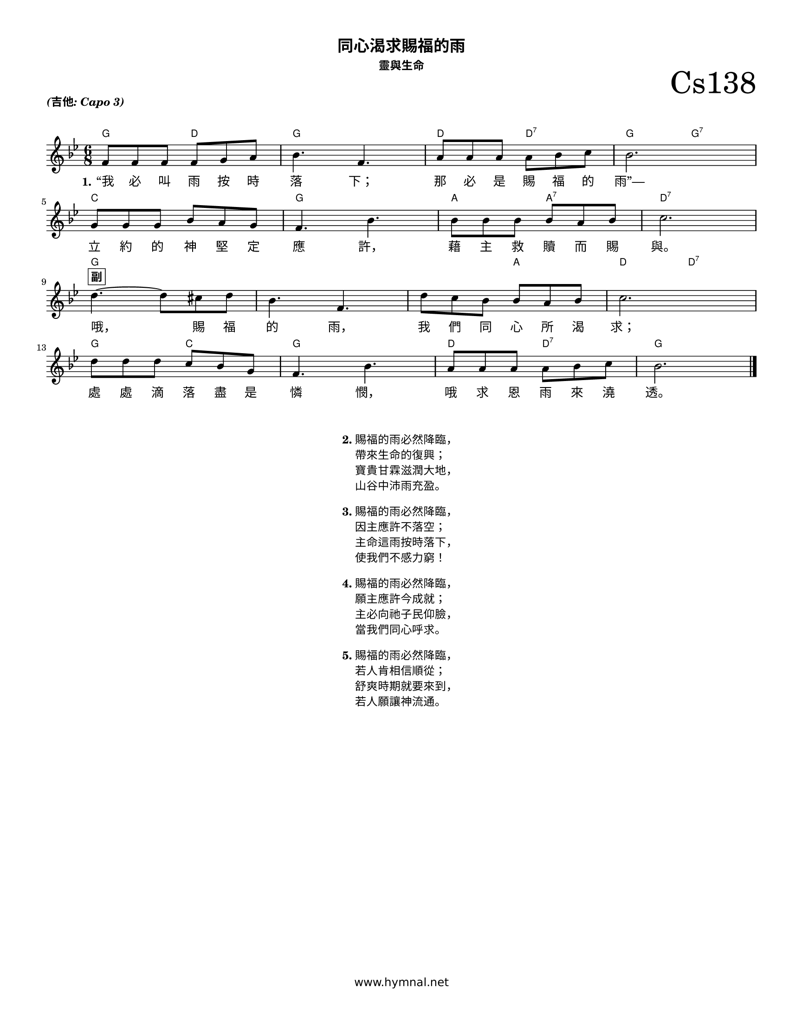 同心渴求賜福的雨
靈與生命
Cs138
(吉他: Capo 3)
G D G D D7 G G7
1. “我 必 叫 雨 按 時 落 下； 那 必 是 賜 福 的 雨”—
5 C G A A7 D7
立 約 的 神 堅 定 應 許， 藉 主 救 贖 而 賜 與。
9 G A D D7
副
哦， 賜 福 的 雨， 我 們 同 心 所 渴 求；
13 G C G D D7 G
處 處 滴 落 盡 是 憐 憫， 哦 求 恩 雨 來 澆 透。
2. 賜福的雨必然降臨，
帶來生命的復興；
寶貴甘霖滋潤大地，
山谷中沛雨充盈。
3. 賜福的雨必然降臨，
因主應許不落空；
主命這雨按時落下，
使我們不感力窮！
4. 賜福的雨必然降臨，
願主應許今成就；
主必向祂子民仰臉，
當我們同心呼求。
5. 賜福的雨必然降臨，
若人肯相信順從；
舒爽時期就要來到，
若人願讓神流通。
www.hymnal.net